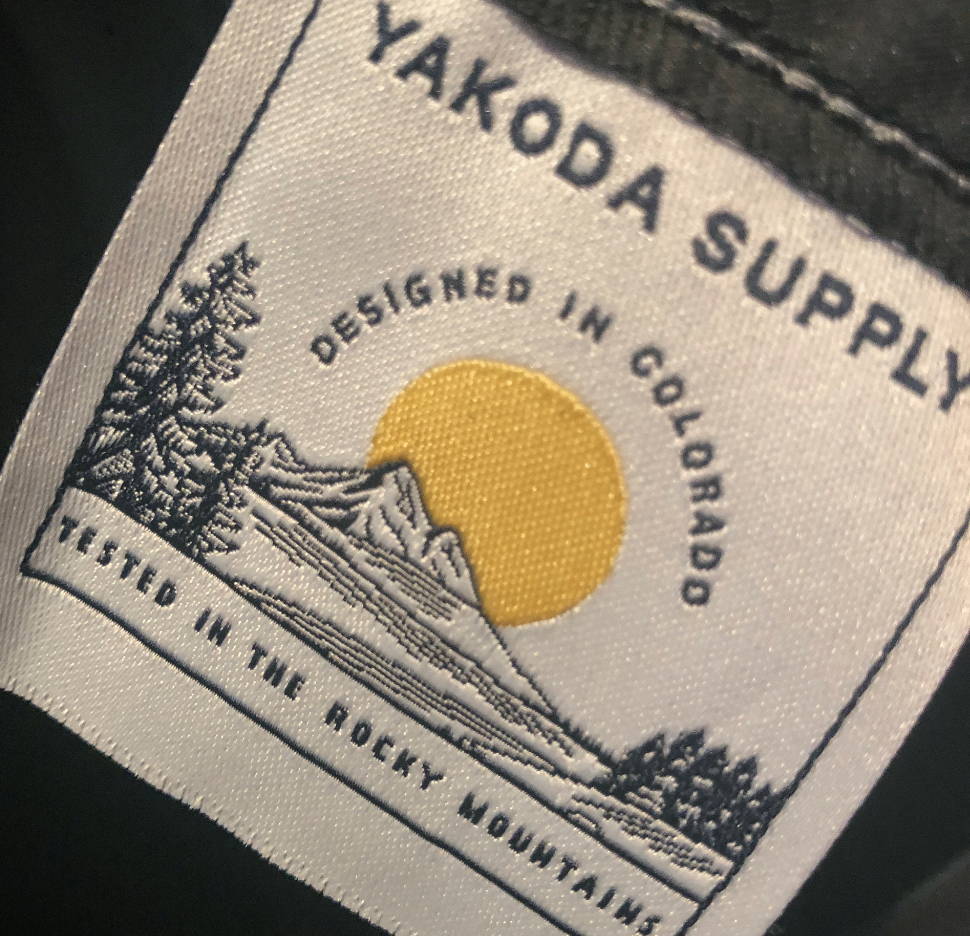 YAKODA SUPPLY
DESIGNED IN COLORADO
TESTED IN THE ROCKY MOUNTAINS